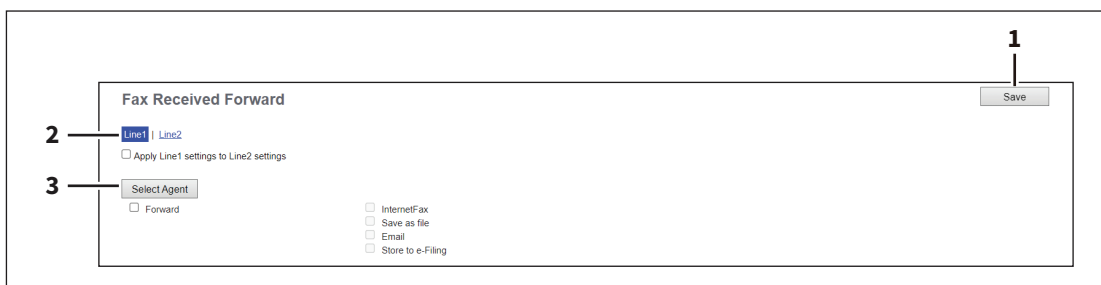 1
Fax Received Forward
Save
2
Line1 | Line2
Apply Line1 settings to Line2 settings
3
Select Agent
Forward
InternetFax
Save as file
Email
Store to e-Filing